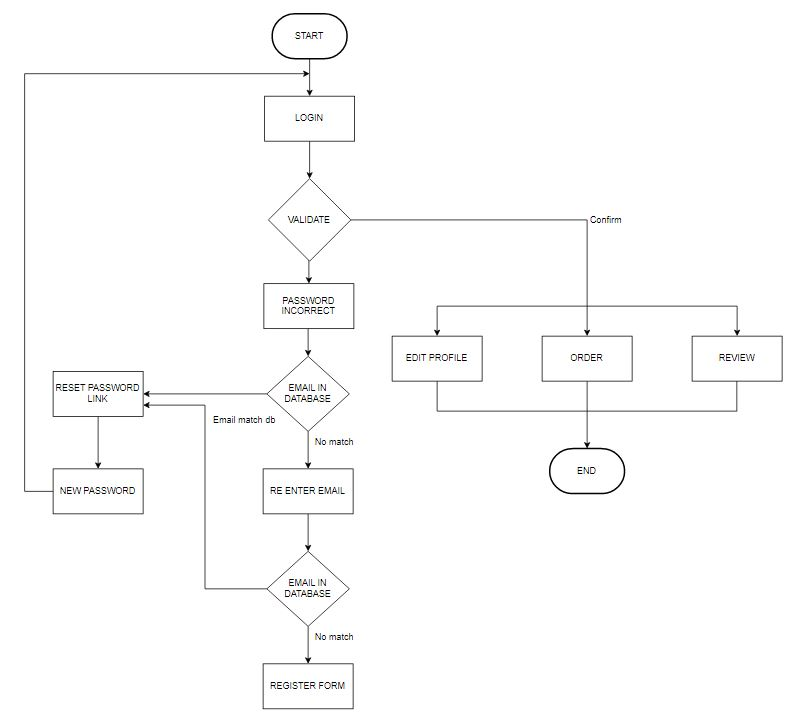 START
LOGIN
VALIDATE
Confirm
PASSWORD
INCORRECT
EDIT PROFILE
ORDER
REVIEW
EMAIL IN
DATABASE
RESET PASSWORD
LINK
Email match db
No match
END
NEW PASSWORD
RE ENTER EMAIL
EMAIL IN
DATABASE
No match
REGISTER FORM